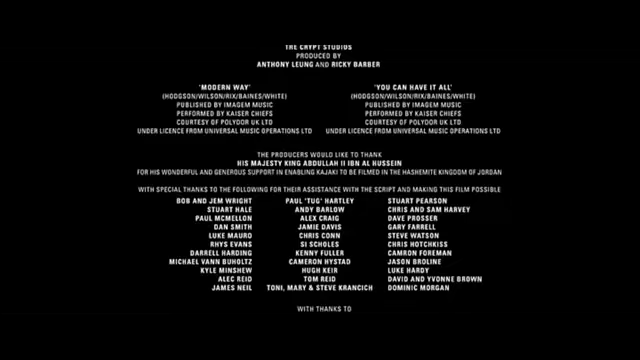 THE CRYPT STUDIOS
PRODUCED BY
ANTHONY LEUNG AND RICKY BARBER
'MODERN WAY'
(HODGSON/WILSON/RIX/BAINES/WHITE)
PUBLISHED BY IMAGEM MUSIC
PERFORMED BY KAISER CHIEFS
COURTESY OF POLYDOR UK LTD
UNDER LICENCE FROM UNIVERSAL MUSIC OPERATIONS LTD
'YOU CAN HAVE IT ALL'
(HODGSON/WILSON/RIX/BAINES/WHITE)
PUBLISHED BY IMAGEM MUSIC
PERFORMED BY KAISER CHIEFS
COURTESY OF POLYDOR UK LTD
UNDER LICENCE FROM UNIVERSAL MUSIC OPERATIONS LTD
THE PRODUCERS WOULD LIKE TO THANK
HIS MAJESTY KING ABDULLAH II IBN AL HUSSEIN
FOR HIS WONDERFUL AND GENEROUS SUPPORT IN ENABLING KAJAKI TO BE FILMED IN THE HASHEMITE KINGDOM OF JORDAN
WITH SPECIAL THANKS TO THE FOLLOWING FOR THEIR ASSISTANCE WITH THE SCRIPT AND MAKING THIS FILM POSSIBLE
BOB AND JEM WRIGHT PAUL 'TUG' HARTLEY STUART PEARSON
STUART HALE ANDY BARLOW CHRIS AND SAM HARVEY
PAUL MCMELLON ALEX CRAIG DAVE PROSSER
DAN SMITH JAMIE DAVIS GARY FARRELL
LUKE MAURO CHRIS CONN STEVE WATSON
RHYS EVANS SI SCHOLES CHRIS HOTCHKISS
DARRELL HARDING KENNY FULLER CAMRON FOREMAN
MICHAEL VANN BUHOLTZ CAMERON HYSTAD JASON BROLINE
KYLE MINSHEW HUGH KEIR LUKE HARDY
ALEC REID TOM REID DAVID AND YVONNE BROWN
JAMES NEIL TONI, MARY & STEVE KRANCICH DOMINIC MORGAN
WITH THANKS TO